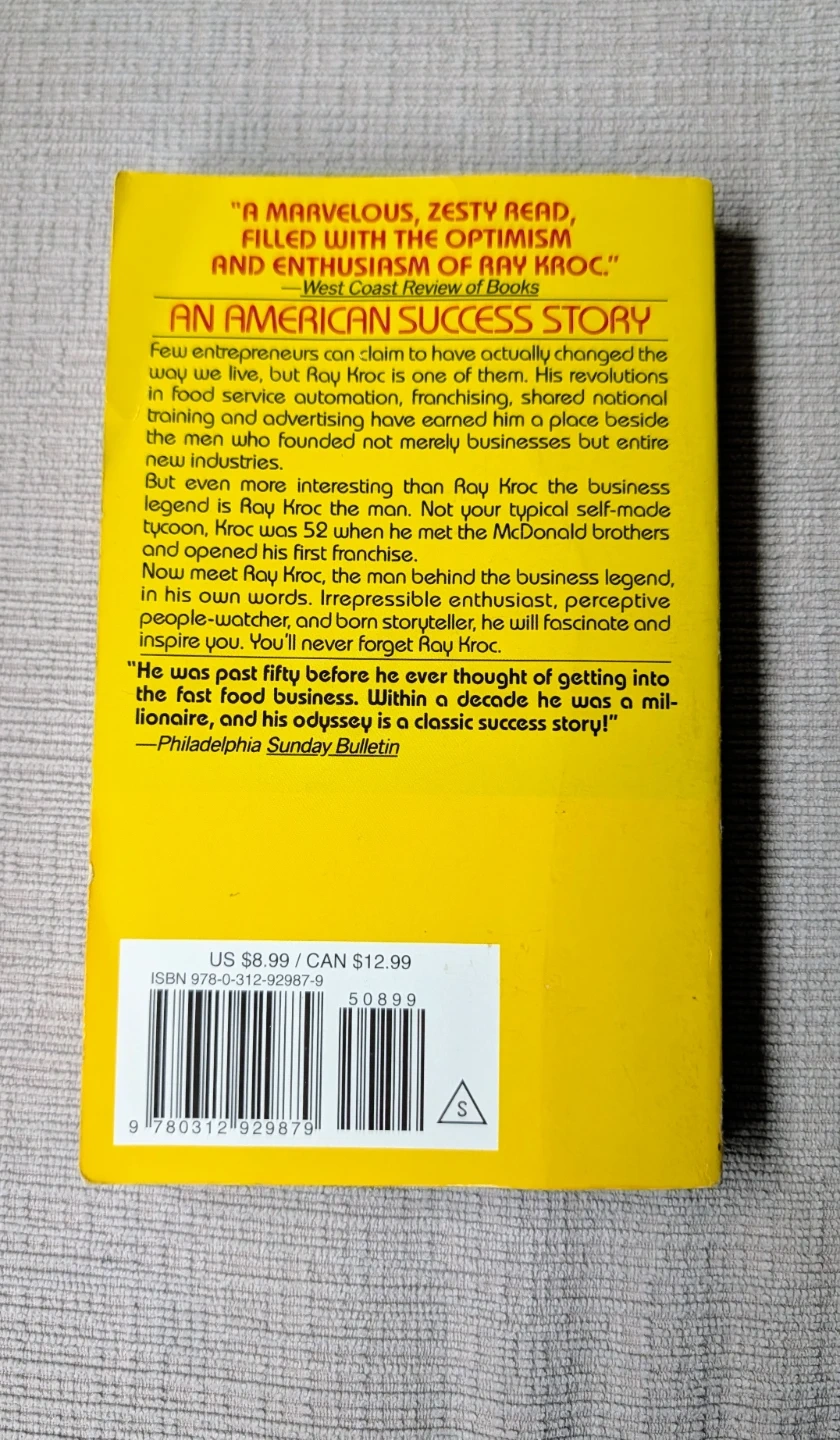 "A MARVELOUS, ZESTY READ,
FILLED WITH THE OPTIMISM
AND ENTHUSIASM OF RAY KROC."
—West Coast Review of Books
AN AMERICAN SUCCESS STORY
Few entrepreneurs can claim to have actually changed the
way we live, but Ray Kroc is one of them. His revolutions
in food service automation, franchising, shared national
training and advertising have earned him a place beside
the men who founded not merely businesses but entire
new industries.
But even more interesting than Ray Kroc the business
legend is Ray Kroc the man. Not your typical self-made
tycoon, Kroc was 52 when he met the McDonald brothers
and opened his first franchise.
Now meet Ray Kroc, the man behind the business legend,
in his own words. Irrepressible enthusiast, perceptive
people-watcher, and born storyteller, he will fascinate and
inspire you. You'll never forget Ray Kroc.
"He was past fifty before he ever thought of getting into
the fast food business. Within a decade he was a mil-
lionaire, and his odyssey is a classic success story!"
—Philadelphia Sunday Bulletin
US $8.99 / CAN $12.99
ISBN 978-0-312-92987-9
50899
9 780312 929879
S